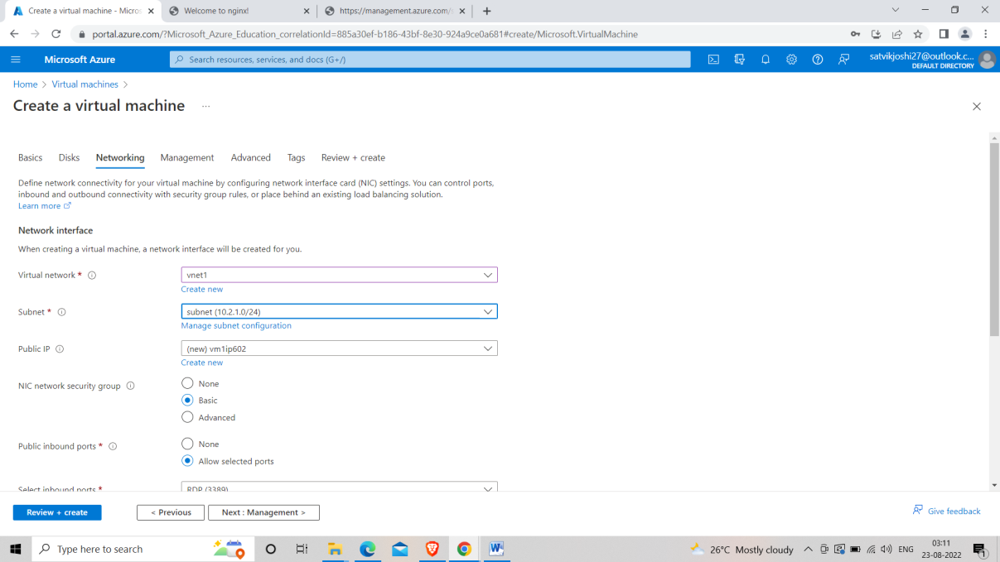 Create a virtual machine - Micros
Welcome to nginx!
https://management.azure.com/
portal.azure.com/?Microsoft_Azure_Education_correlationId=885a30ef-b186-43bf-8e30-924a9ce0a681#create/Microsoft.VirtualMachine
Microsoft Azure
Search resources, services, and docs (G+/)
satvikjoshi27@outlook.c...
DEFAULT DIRECTORY
Home > Virtual machines >
Create a virtual machine ...
Basics Disks Networking Management Advanced Tags Review + create
Define network connectivity for your virtual machine by configuring network interface card (NIC) settings. You can control ports,
inbound and outbound connectivity with security group rules, or place behind an existing load balancing solution.
Learn more
Network interface
When creating a virtual machine, a network interface will be created for you.
Virtual network * vnet1
Create new
Subnet * subnet (10.2.1.0/24)
Manage subnet configuration
Public IP (new) vm1ip602
Create new
NIC network security group None
Basic
Advanced
Public inbound ports * None
Allow selected ports
Select inbound ports * RDP (3389)
Review + create < Previous Next : Management > Give feedback
Type here to search
26°C Mostly cloudy
ENG
03:11
23-08-2022
1